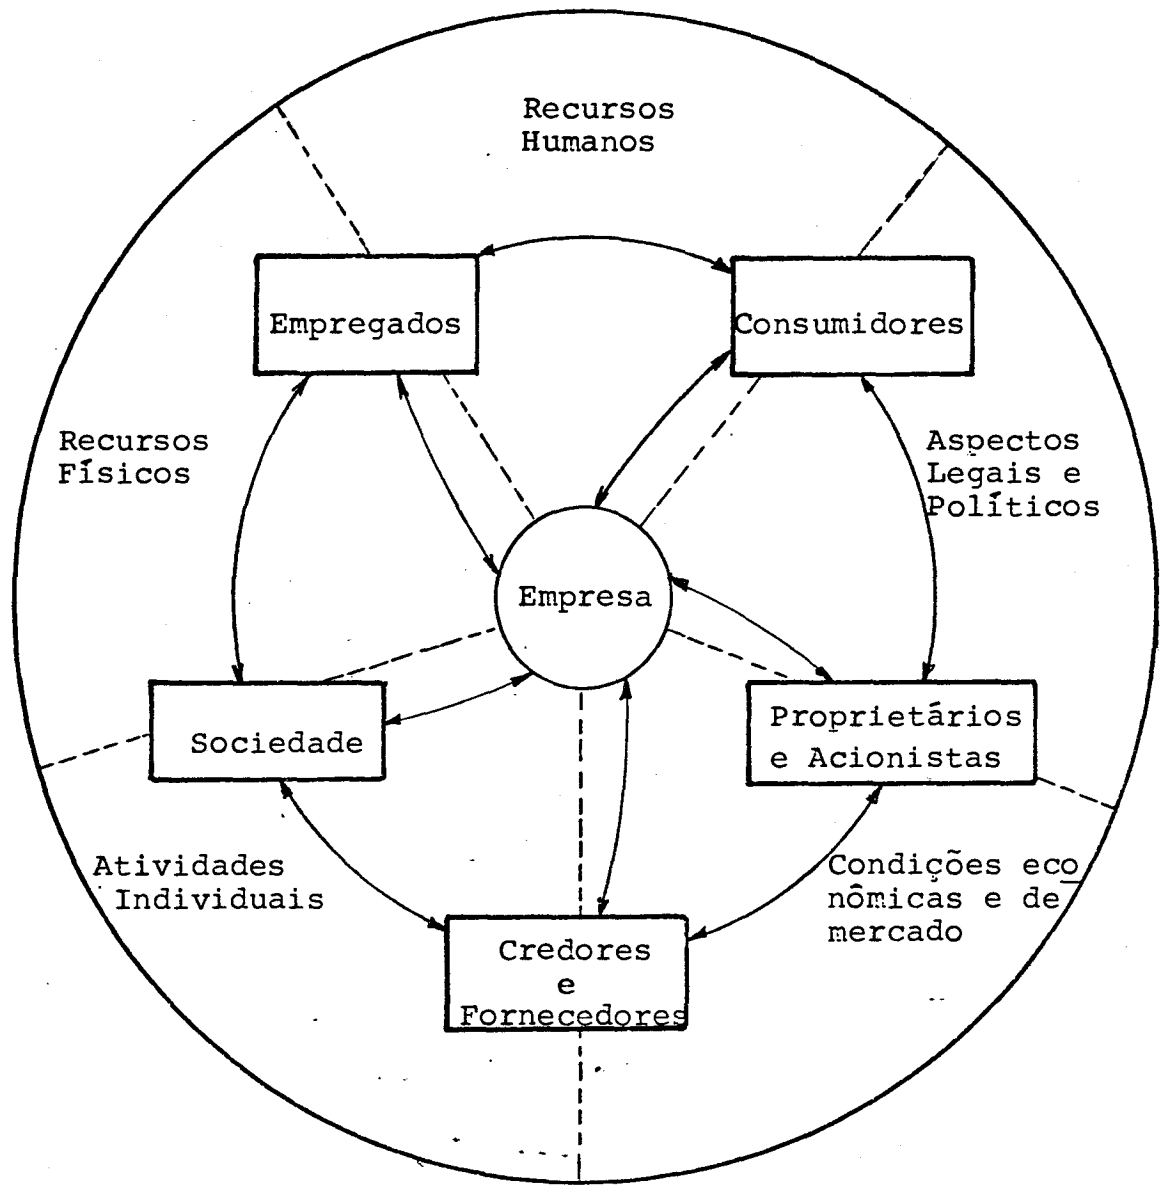 Recursos
Humanos
Empregados
Consumidores
Recursos
Físicos
Aspectos
Legais e
Políticos
Empresa
Sociedade
Proprietários
e Acionistas
Atividades
Individuais
Condições eco
nômicas e de
mercado
Credores
e
Fornecedores